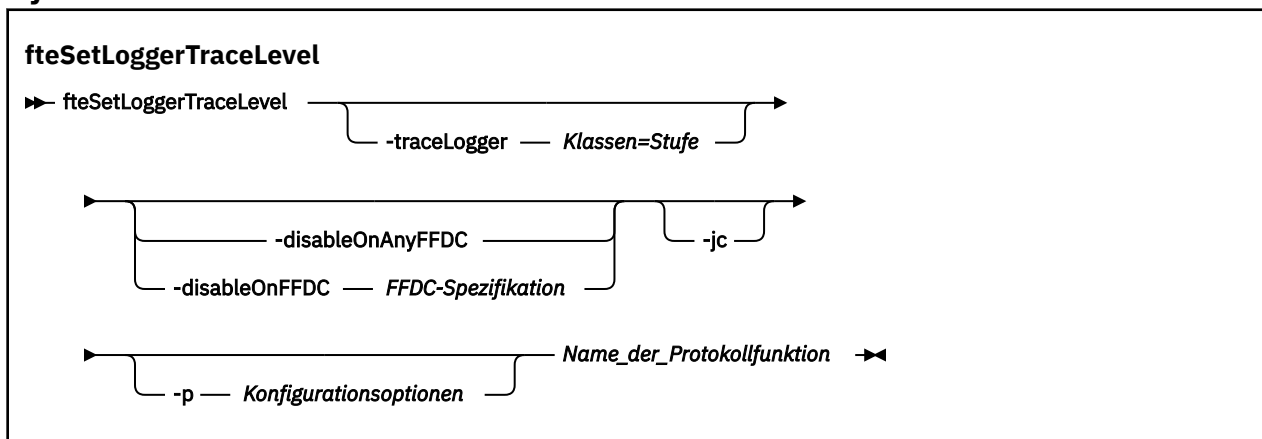 fteSetLoggerTraceLevel
fteSetLoggerTraceLevel
-traceLogger Klassen=Stufe
-disableOnAnyFFDC
-jc
-disableOnFFDC FFDC-Spezifikation
Name_der_Protokollfunktion
-p Konfigurationsoptionen